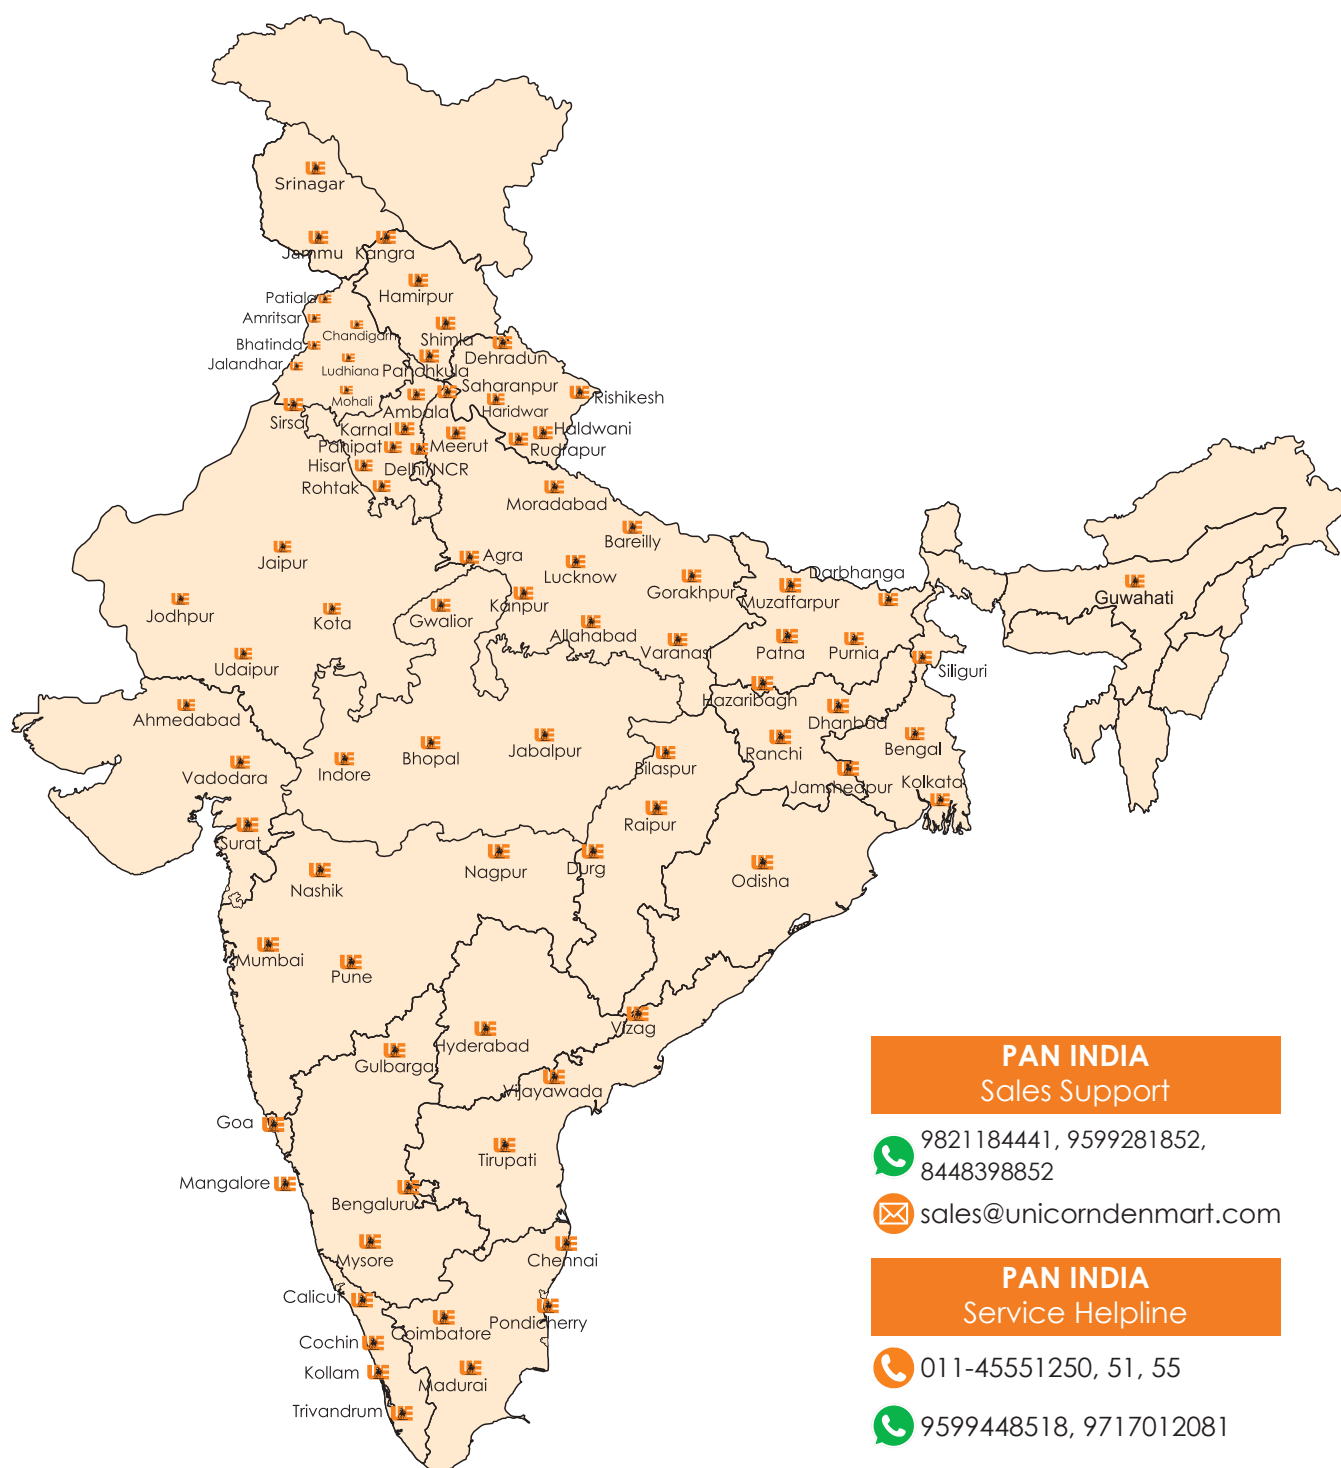 Srinagar
Jammu
Kangra
Hamirpur
Patiala
Amritsar
Chandigarh
Shimla
Bhatinda
Dehradun
Jalandhar
Ludhiana
Panchkula
Saharanpur
Mohali
Ambala
Haridwar
Rishikesh
Sirsa
Karnal
Haldwani
Panipat
Meerut
Rudrapur
Hisar
Delhi/NCR
Rohtak
Moradabad
Bareilly
Jaipur
Agra
Lucknow
Darbhanga
Gorakhpur
Muzaffarpur
Guwahati
Jodhpur
Kota
Gwalior
Kanpur
Allahabad
Varanasi
Patna
Purnia
Udaipur
Siliguri
Hazaribagh
Ahmedabad
Dhanbad
Bhopal
Jabalpur
Ranchi
Bengal
Vadodara
Indore
Bilaspur
Jamshedpur
Kolkata
Raipur
Surat
Nashik
Nagpur
Durg
Odisha
Mumbai
Pune
Vizag
Hyderabad
Gulbarga
Vijayawada
Goa
Tirupati
Mangalore
Bengaluru
Mysore
Chennai
Calicut
Coimbatore
Pondicherry
Cochin
Kollam
Madurai
Trivandrum
PAN INDIA
Sales Support
9821184441, 9599281852,
8448398852
sales@unicorndenmart.com
PAN INDIA
Service Helpline
011-45551250, 51, 55
9599448518, 9717012081